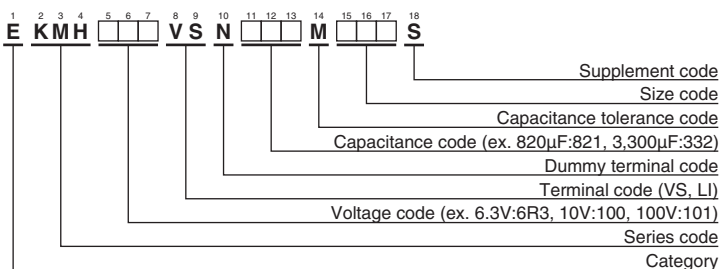 1 2 3 4 5 6 7 8 9 10 11 12 13 14 15 16 17 18
E KMH VS N M S
Supplement code
Size code
Capacitance tolerance code
Capacitance code (ex. 820µF:821, 3,300µF:332)
Dummy terminal code
Terminal code (VS, LI)
Voltage code (ex. 6.3V:6R3, 10V:100, 100V:101)
Series code
Category